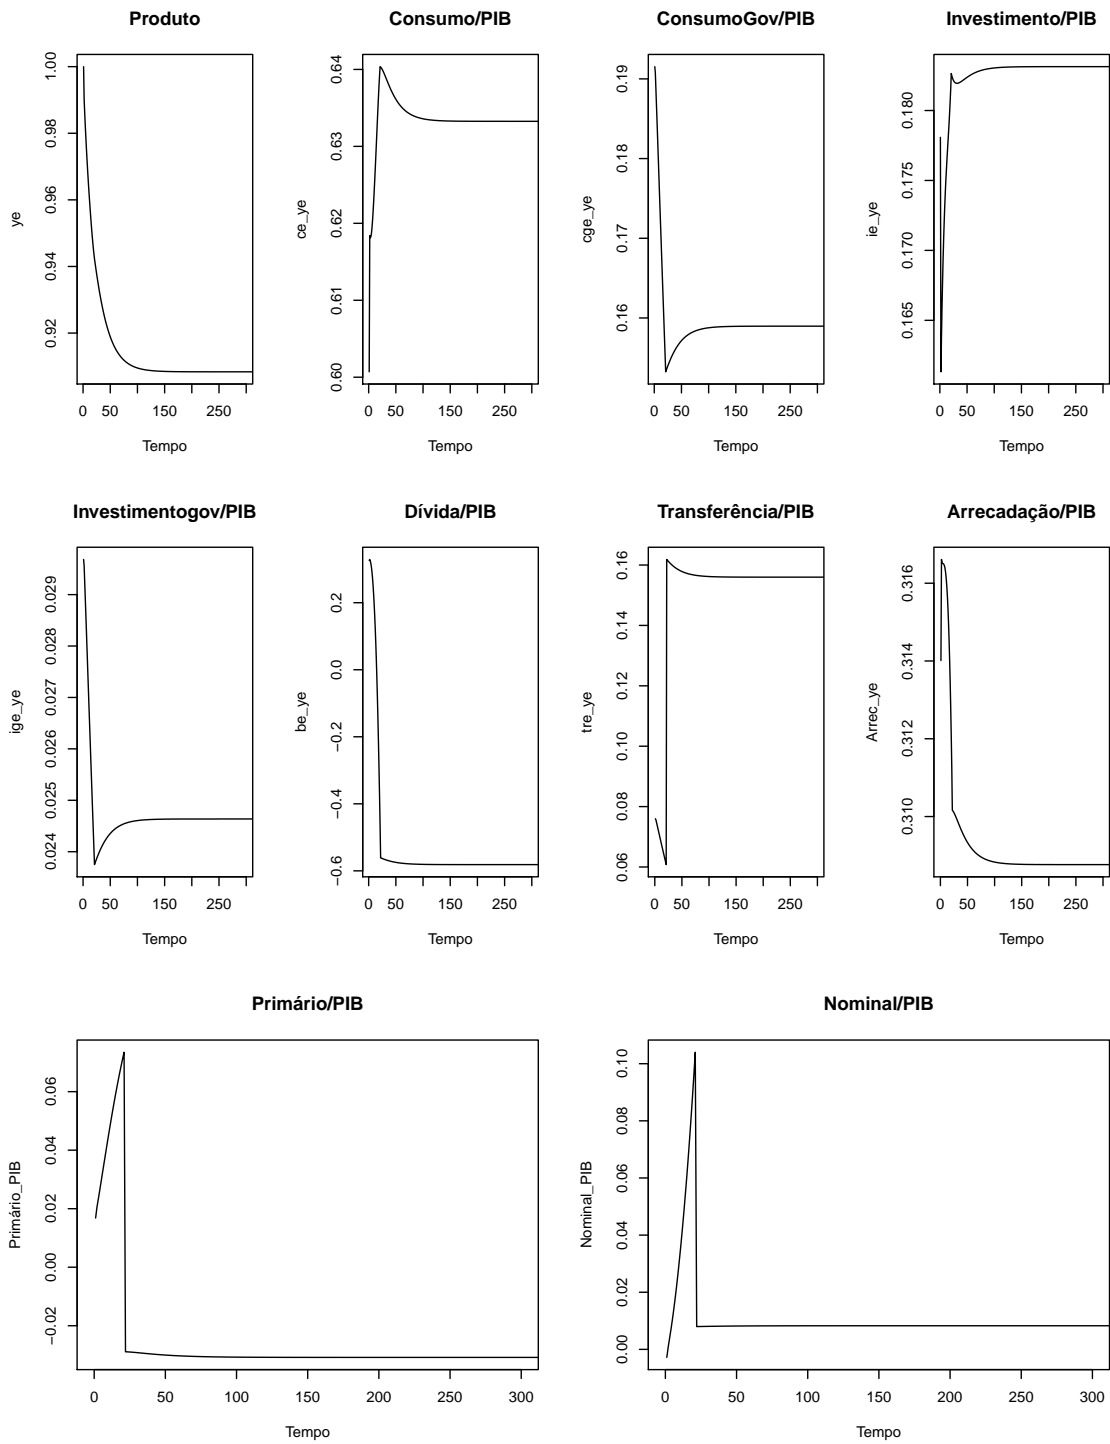 Produto
ye
1.00
0.98
0.96
0.94
0.92
0 50 150 250
Tempo
Consumo/PIB
ce_ye
0.64
0.63
0.62
0.61
0.60
0 50 150 250
Tempo
ConsumoGov/PIB
cge_ye
0.19
0.18
0.17
0.16
0 50 150 250
Tempo
Investimento/PIB
ie_ye
0.180
0.175
0.170
0.165
0 50 150 250
Tempo
Investimentogov/PIB
ige_ye
0.029
0.028
0.027
0.026
0.025
0.024
0 50 150 250
Tempo
Dívida/PIB
be_ye
0.2
0.0
−0.2
−0.4
−0.6
0 50 150 250
Tempo
Transferência/PIB
tre_ye
0.16
0.14
0.12
0.10
0.08
0.06
0 50 150 250
Tempo
Arrecadação/PIB
Arrec_ye
0.316
0.314
0.312
0.310
0 50 150 250
Tempo
Primário/PIB
Primário_PIB
0.06
0.04
0.02
0.00
−0.02
0 50 100 150 200 250 300
Tempo
Nominal/PIB
Nominal_PIB
0.10
0.08
0.06
0.04
0.02
0.00
0 50 100 150 200 250 300
Tempo